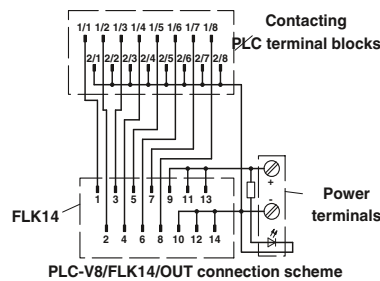 Contacting
PLC terminal blocks
1/1 1/2 1/3 1/4 1/5 1/6 1/7 1/8
2/1 2/2 2/3 2/4 2/5 2/6 2/7 2/8
1 3 5 7 9 11 13
+
-
Power
terminals
FLK14
2 4 6 8 10 12 14
PLC-V8/FLK14/OUT connection scheme